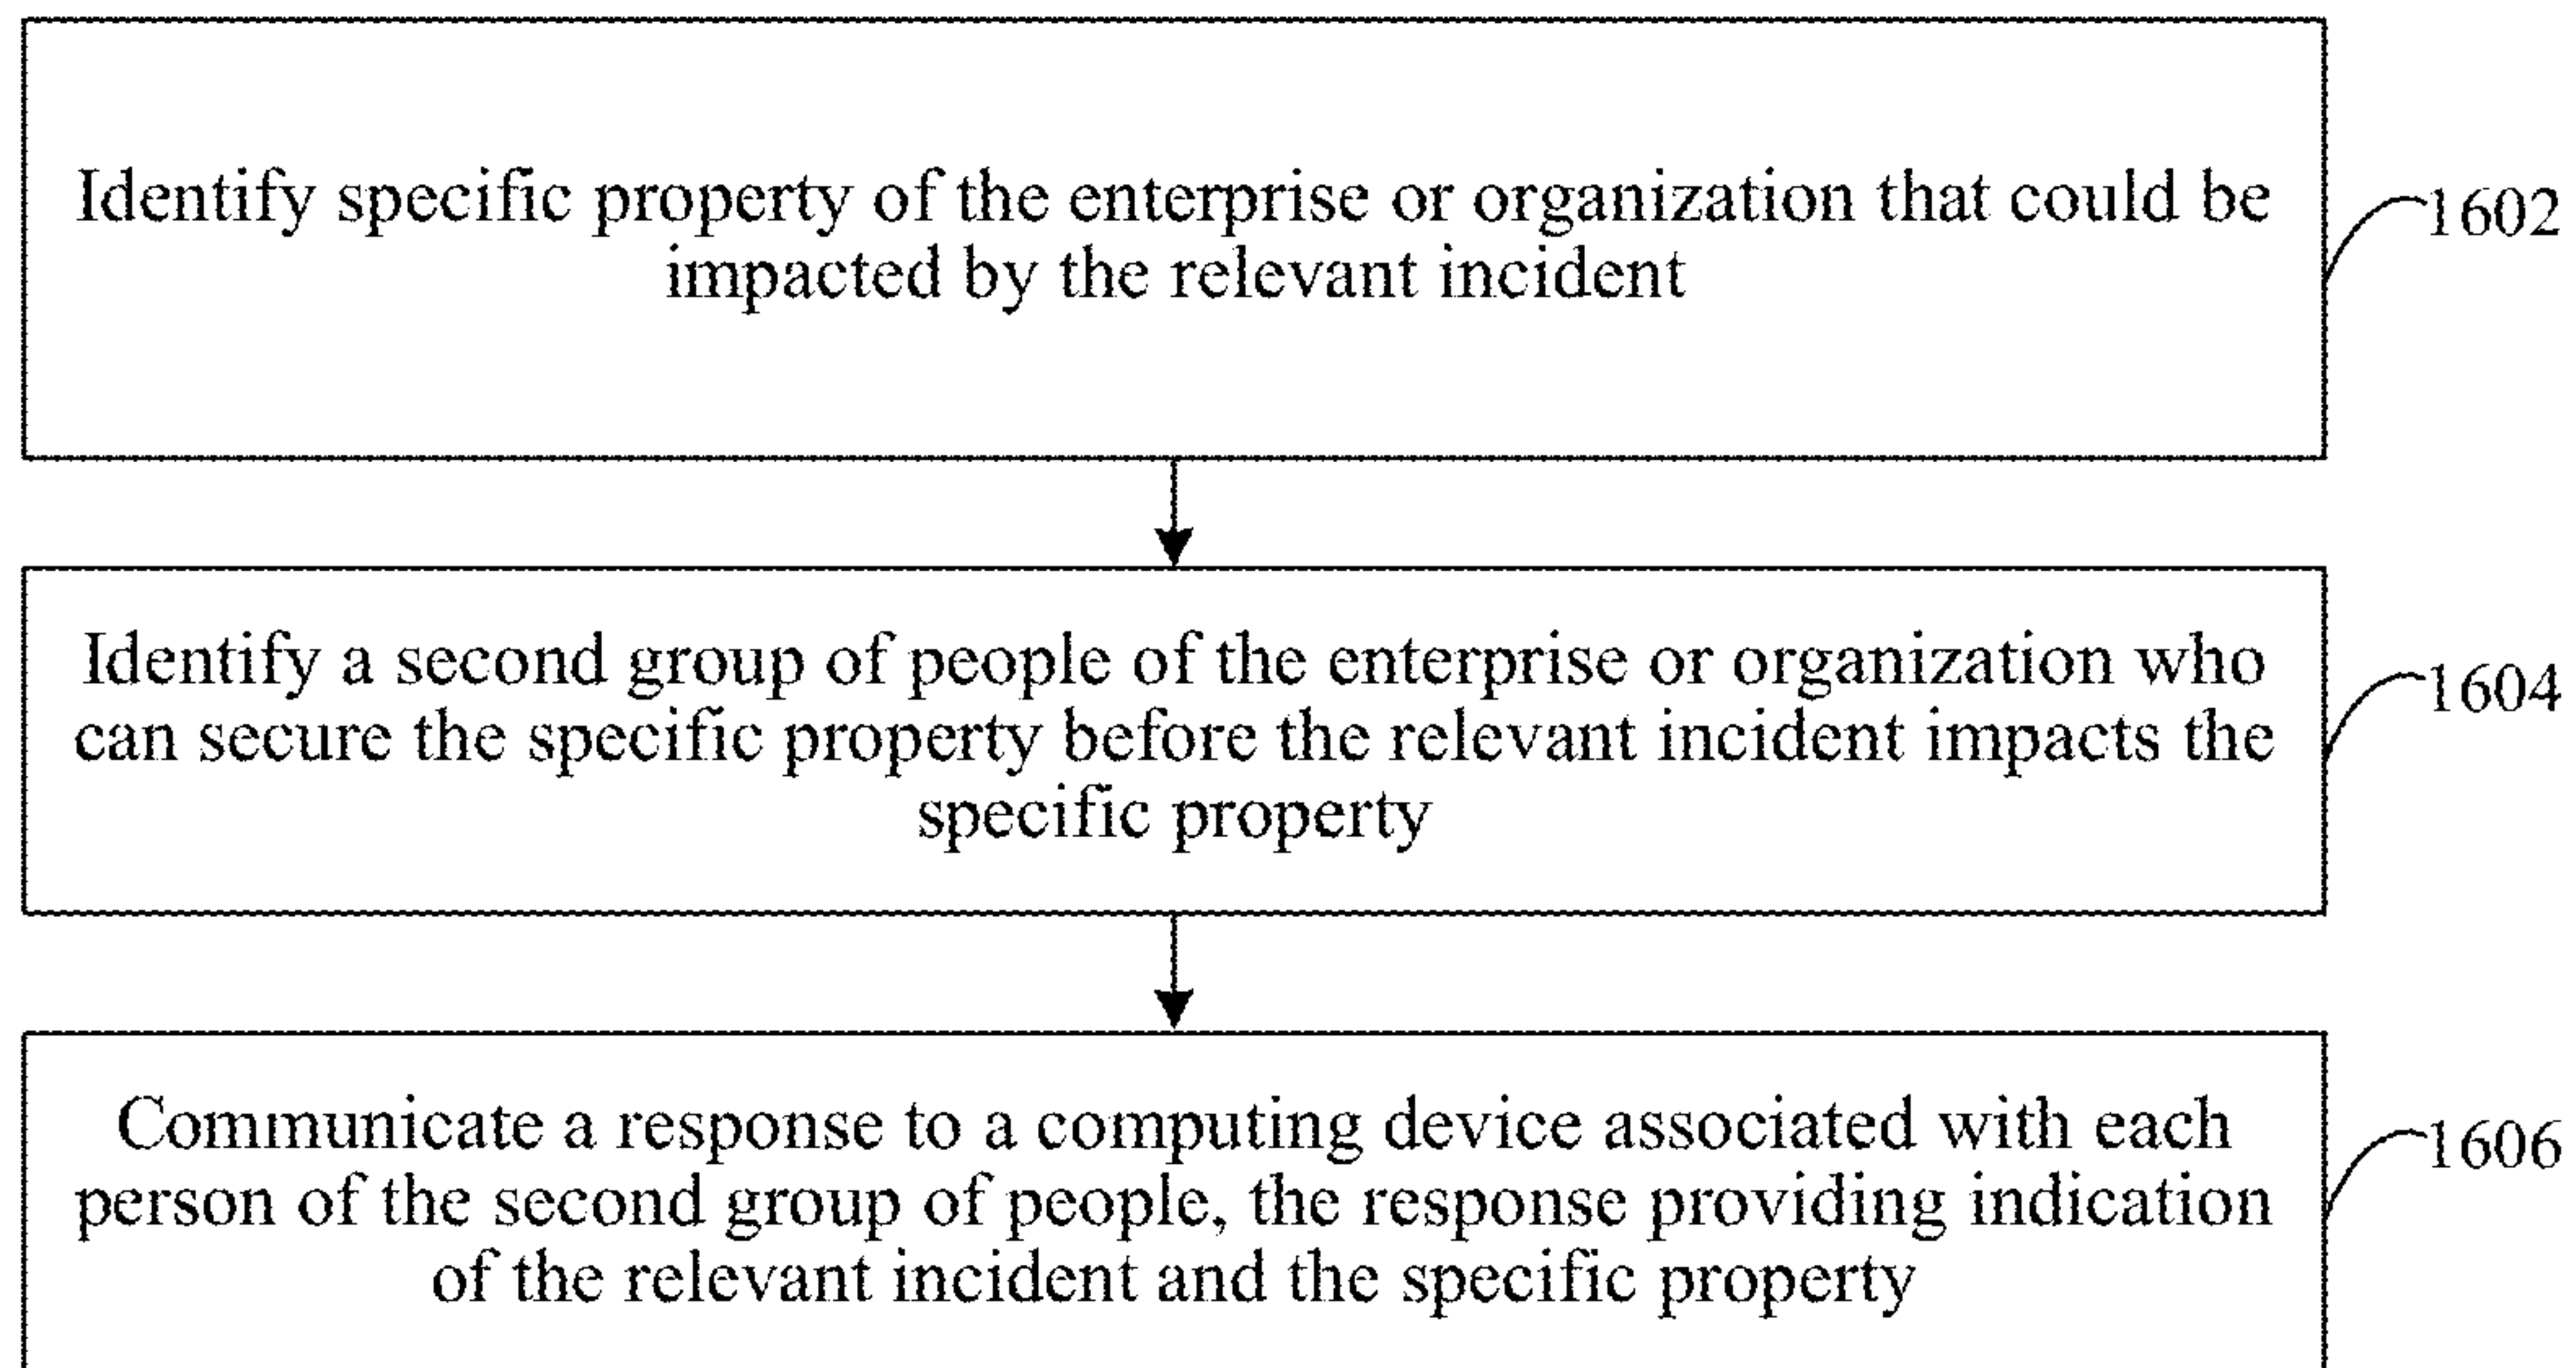 Identify specific property of the enterprise or organization that could be
impacted by the relevant incident
1602
Identify a second group of people of the enterprise or organization who
can secure the specific property before the relevant incident impacts the
specific property
1604
Communicate a response to a computing device associated with each
person of the second group of people, the response providing indication
of the relevant incident and the specific property
1606